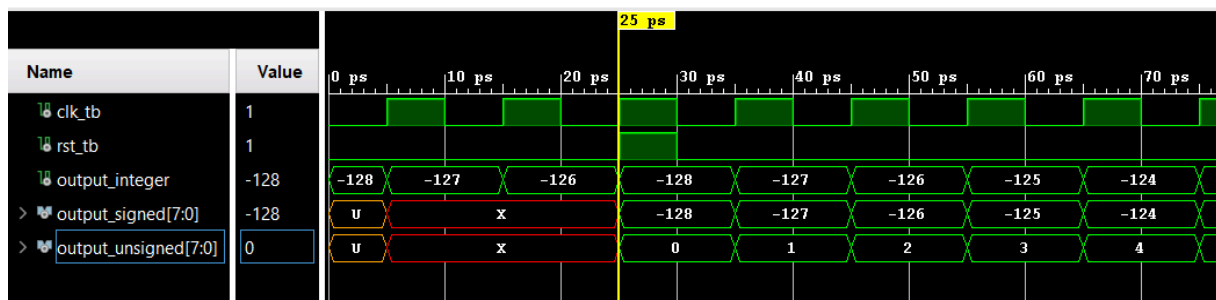 25 ps
Name Value 0 ps 10 ps 20 ps 30 ps 40 ps 50 ps 60 ps 70 ps
clk_tb 1
rst_tb 1
output_integer -128 -128 -127 -126 -128 -127 -126 -125 -124
output_signed[7:0] -128 U X -128 -127 -126 -125 -124
output_unsigned[7:0] 0 U X 0 1 2 3 4